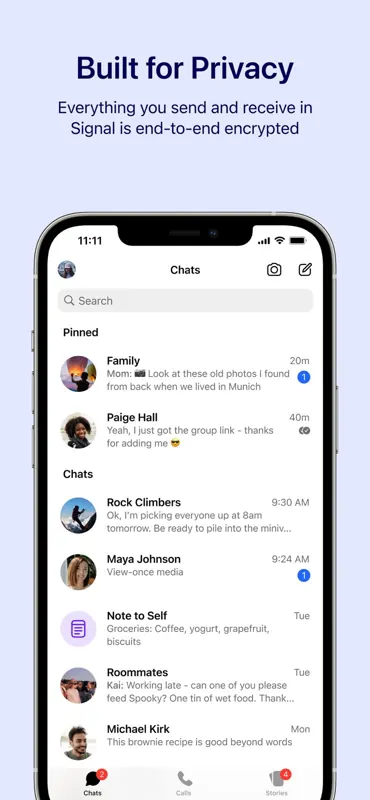 Built for Privacy
Everything you send and receive in
Signal is end-to-end encrypted
11:11
Chats
Search
Pinned
Family
20m
Mom: 📷 Look at these old photos I found
from back when we lived in Munich
1
Paige Hall
40m
Yeah, I just got the group link - thanks
for adding me 😎
Chats
Rock Climbers
9:30 AM
Ok, I'm picking everyone up at 8am
tomorrow. Be ready to pile into the miniv...
Maya Johnson
9:24 AM
View-once media
1
Note to Self
Tue
Groceries: Coffee, yogurt, grapefruit,
biscuits
Roommates
Tue
Kai: Working late - can one of you please
feed Spooky? One tin of wet food. Thank...
Michael Kirk
Mon
This brownie recipe is good beyond words
2
4
Chats
Calls
Stories